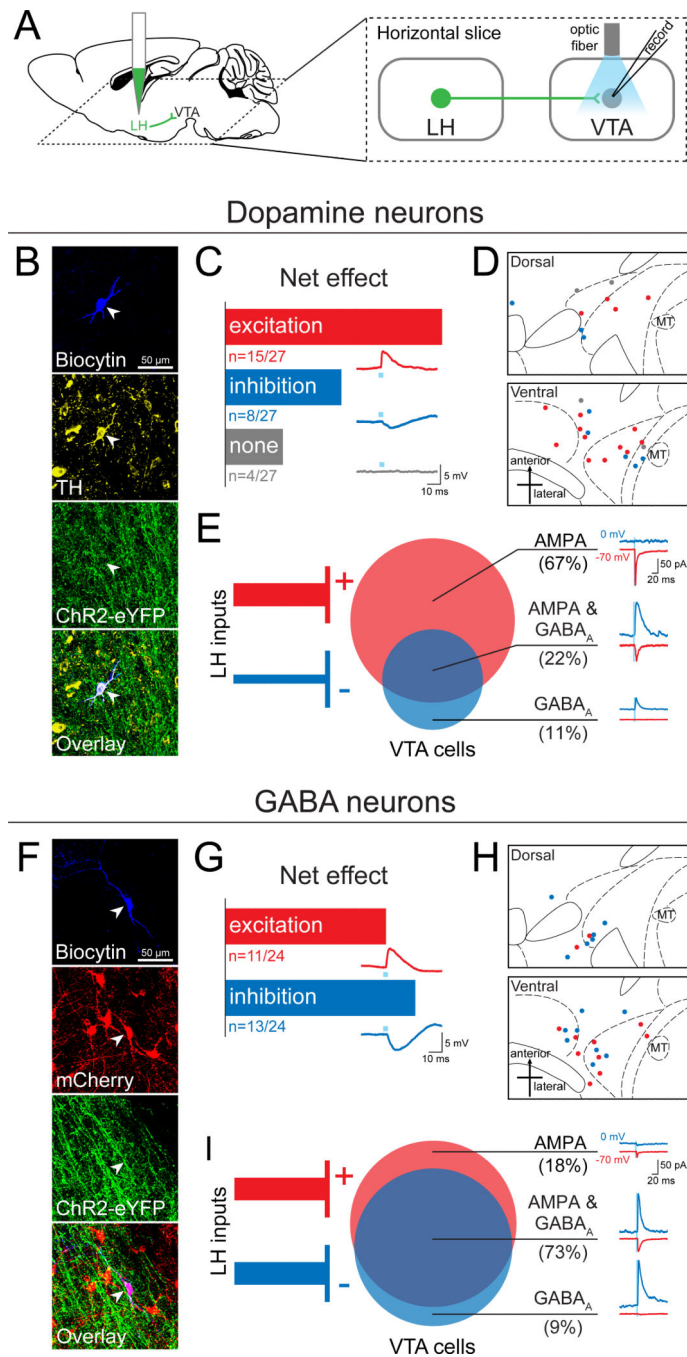 A
LH
VTA
Horizontal slice
optic
fiber
record
LH
VTA
Dopamine neurons
B
Biocytin
50 µm
TH
ChR2-eYFP
Overlay
C
Net effect
excitation
n=15/27
inhibition
n=8/27
none
n=4/27
5 mV
10 ms
D
Dorsal
MT
Ventral
anterior
lateral
MT
E
LH inputs
+
–
VTA cells
AMPA
(67%)
0 mV
-70 mV
50 pA
20 ms
AMPA &
GABAA
(22%)
GABAA
(11%)
GABA neurons
F
Biocytin
50 µm
mCherry
ChR2-eYFP
Overlay
G
Net effect
excitation
n=11/24
inhibition
n=13/24
5 mV
10 ms
H
Dorsal
MT
Ventral
anterior
lateral
MT
I
LH inputs
+
–
VTA cells
AMPA
(18%)
0 mV
-70 mV
50 pA
20 ms
AMPA &
GABAA
(73%)
GABAA
(9%)